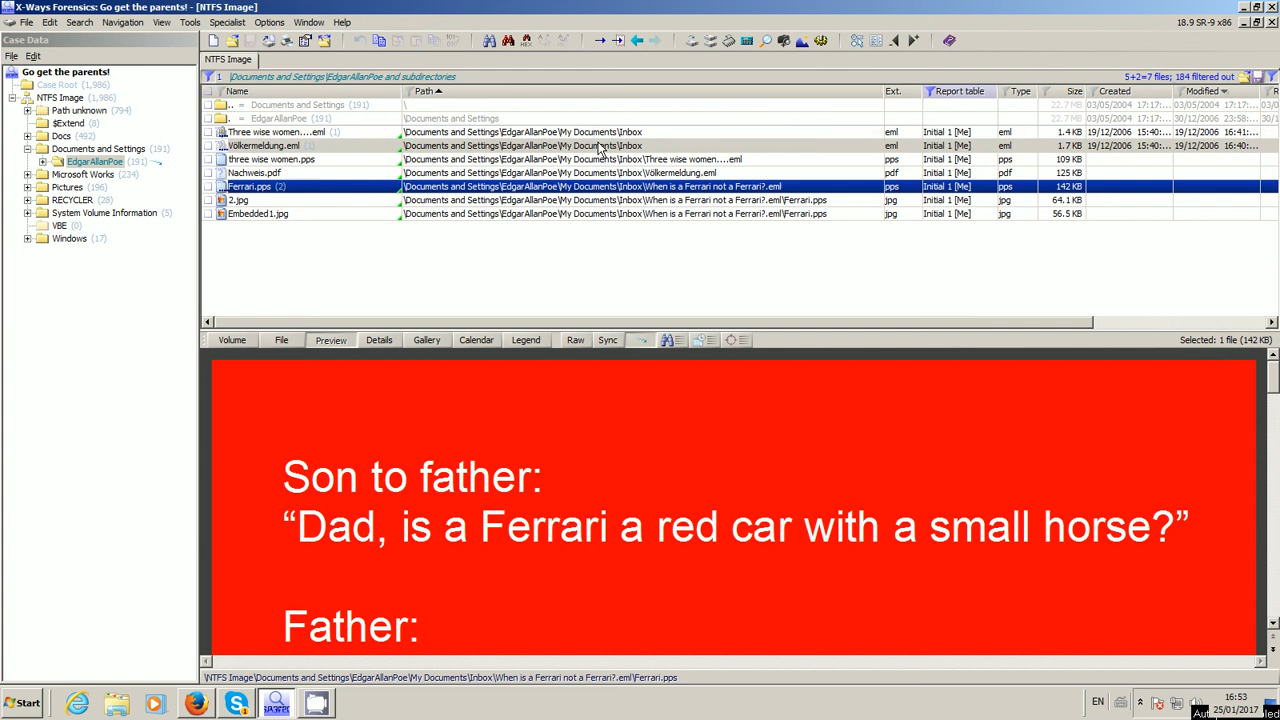 X-Ways Forensics: Go get the parents! - [NTFS Image]
File Edit Search Navigation View Tools Specialist Options Window Help 18.9 SR-9 x86
Case Data
File Edit
Go get the parents!
Case Root (1,986)
NTFS Image (1,986)
Path unknown (794)
$Extend (8)
Docs (492)
Documents and Settings (191)
EdgarAllanPoe (191)
Microsoft Works (234)
Pictures (196)
RECYCLER (28)
System Volume Information (5)
VBE (0)
Windows (17)
NTFS Image
1 \Documents and Settings\EdgarAllanPoe and subdirectories 5+2=7 files; 184 filtered out
Name Path Ext. Report table Type Size Created Modified R
.. = Documents and Settings (191) \ 22.7 MB 03/05/2004 17:17:... 03/05/2004 17:17:...
. = EdgarAllanPoe (191) \Documents and Settings 22.7 MB 03/05/2004 17:17:... 30/12/2006 23:58:...
Three wise women....eml (1) \Documents and Settings\EdgarAllanPoe\My Documents\Inbox eml Initial 1 [Me] eml 1.4 KB 19/12/2006 15:40:... 19/12/2006 16:41:...
Völkermeldung.eml (1) \Documents and Settings\EdgarAllanPoe\My Documents\Inbox eml Initial 1 [Me] eml 1.7 KB 19/12/2006 15:40:... 19/12/2006 16:40:...
three wise women.pps \Documents and Settings\EdgarAllanPoe\My Documents\Inbox\Three wise women....eml pps Initial 1 [Me] pps 109 KB
Nachweis.pdf \Documents and Settings\EdgarAllanPoe\My Documents\Inbox\Völkermeldung.eml pdf Initial 1 [Me] pdf 125 KB
Ferrari.pps (2) \Documents and Settings\EdgarAllanPoe\My Documents\Inbox\When is a Ferrari not a Ferrari?.eml pps Initial 1 [Me] pps 142 KB
2.jpg \Documents and Settings\EdgarAllanPoe\My Documents\Inbox\When is a Ferrari not a Ferrari?.eml\Ferrari.pps jpg Initial 1 [Me] jpg 64.1 KB
Embedded1.jpg \Documents and Settings\EdgarAllanPoe\My Documents\Inbox\When is a Ferrari not a Ferrari?.eml\Ferrari.pps jpg Initial 1 [Me] jpg 56.5 KB
Volume File Preview Details Gallery Calendar Legend Raw Sync Selected: 1 file (142 KB)
Son to father:
“Dad, is a Ferrari a red car with a small horse?”
Father:
\NTFS Image\Documents and Settings\EdgarAllanPoe\My Documents\Inbox\When is a Ferrari not a Ferrari?.eml\Ferrari.pps
Start EN 16:53
25/01/2017